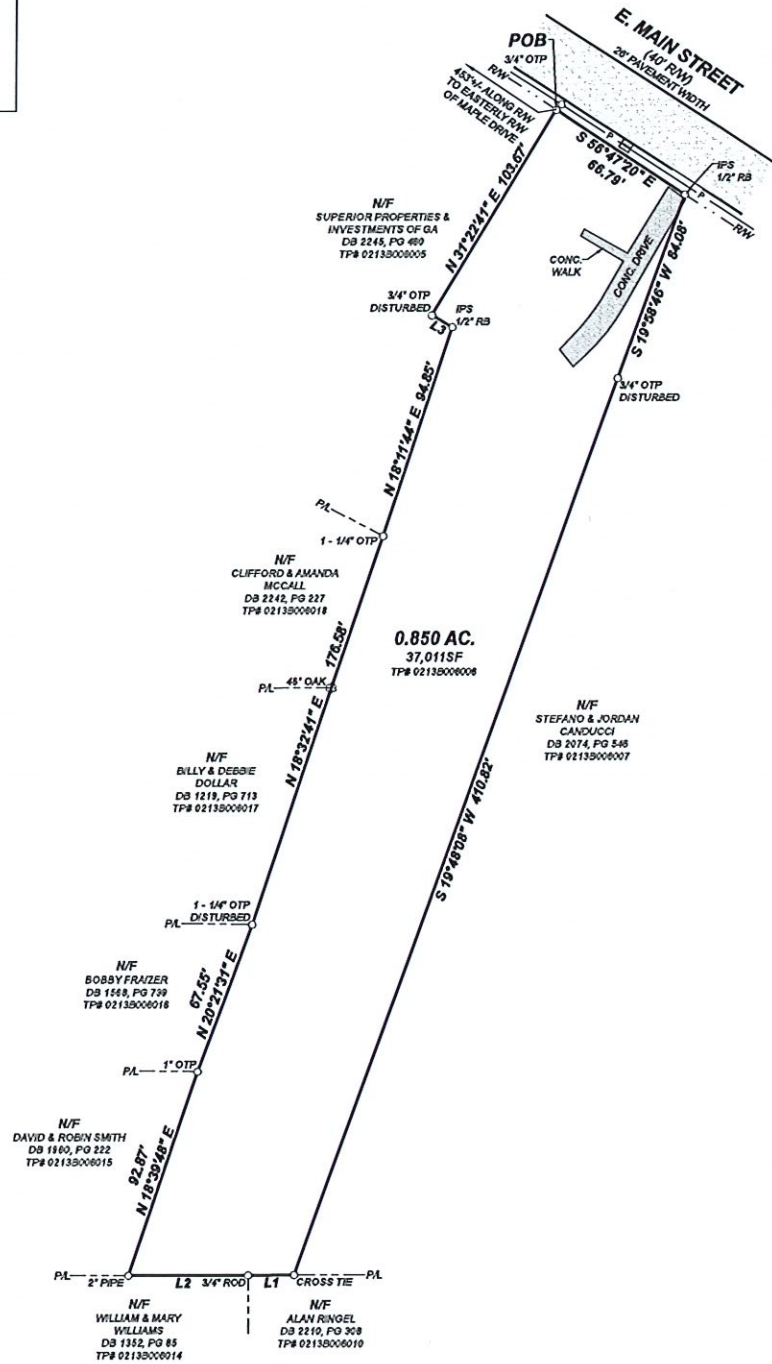 E. MAIN STREET
(40' R/W)
26' PAVEMENT WIDTH
POB
3/4" OTP
R/W
453'+/- ALONG R/W
TO EASTERLY R/W
OF MAPLE DRIVE
P
S 56°47'20" E
66.79'
IPS
1/2" RB
P
R/W
N/F
SUPERIOR PROPERTIES &
INVESTMENTS OF GA
DB 2245, PG 480
TP# 0213B006005
N 31°22'41" E 103.67'
CONC.
WALK
CONC. DRIVE
S 19°58'46" W 84.08'
3/4" OTP
DISTURBED
L3
IPS
1/2" RB
3/4" OTP
DISTURBED
N 18°11'44" E 94.85'
P/L
1 - 1/4" OTP
N/F
CLIFFORD & AMANDA
MCCALL
DB 2242, PG 227
TP# 0213B006018
176.58'
N 18°32'41" E
0.850 AC.
37,011SF
TP# 0213B006006
P/L
48" OAK
N/F
STEFANO & JORDAN
CANDUCCI
DB 2074, PG 546
TP# 0213B006007
N/F
BILLY & DEBBIE
DOLLAR
DB 1219, PG 713
TP# 0213B006017
S 19°48'08" W 410.82'
1 - 1/4" OTP
DISTURBED
P/L
N/F
BOBBY FRAIZER
DB 1568, PG 739
TP# 0213B006016
67.55'
N 20°21'31" E
P/L
1" OTP
N/F
DAVID & ROBIN SMITH
DB 1960, PG 222
TP# 0213B006015
92.87'
N 18°39'48" E
P/L
2" PIPE
L2
3/4" ROD
L1
CROSS TIE
P/L
N/F
WILLIAM & MARY
WILLIAMS
DB 1352, PG 85
TP# 0213B006014
N/F
ALAN RINGEL
DB 2210, PG 308
TP# 0213B006010